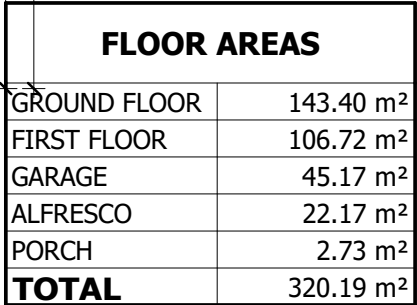 FLOOR AREAS
GROUND FLOOR 143.40 m²
FIRST FLOOR 106.72 m²
GARAGE 45.17 m²
ALFRESCO 22.17 m²
PORCH 2.73 m²
TOTAL 320.19 m²